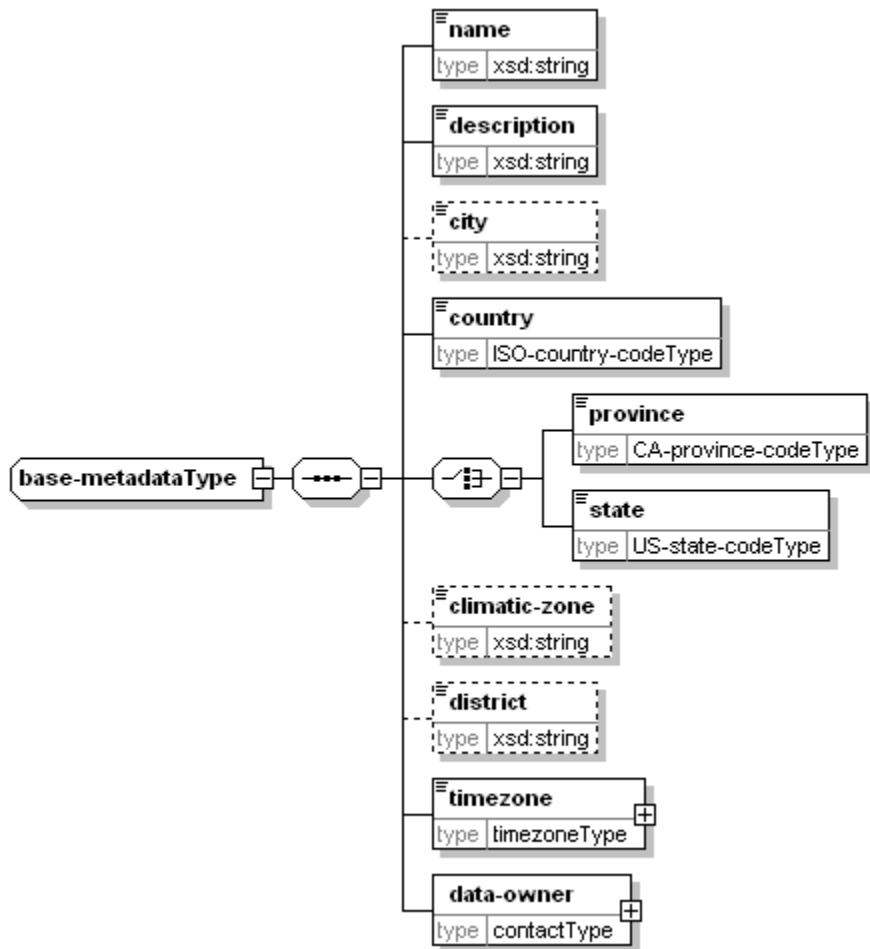 name
type xsd:string
description
type xsd:string
city
type xsd:string
country
type ISO-country-codeType
province
type CA-province-codeType
base-metadataType
state
type US-state-codeType
climatic-zone
type xsd:string
district
type xsd:string
timezone
type timezoneType
data-owner
type contactType